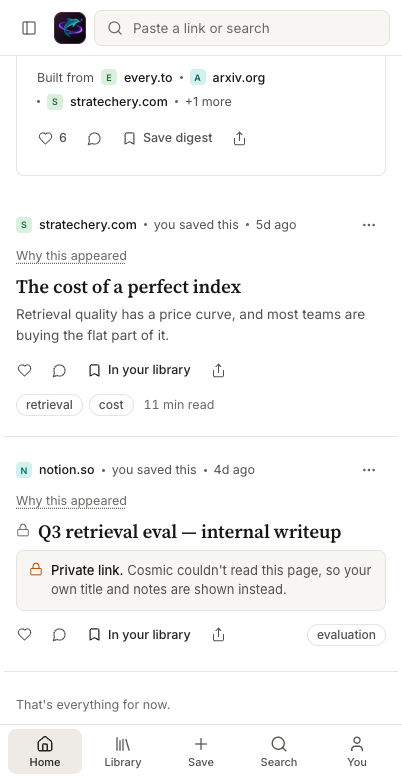 Paste a link or search
Built from E every.to • A arxiv.org
• S stratechery.com • +1 more
6 Save digest
S stratechery.com • you saved this • 5d ago
Why this appeared
The cost of a perfect index
Retrieval quality has a price curve, and most teams are
buying the flat part of it.
In your library
retrieval cost 11 min read
N notion.so • you saved this • 4d ago
Why this appeared
Q3 retrieval eval — internal writeup
Private link. Cosmic couldn't read this page, so your
own title and notes are shown instead.
In your library evaluation
That's everything for now.
Home Library Save Search You